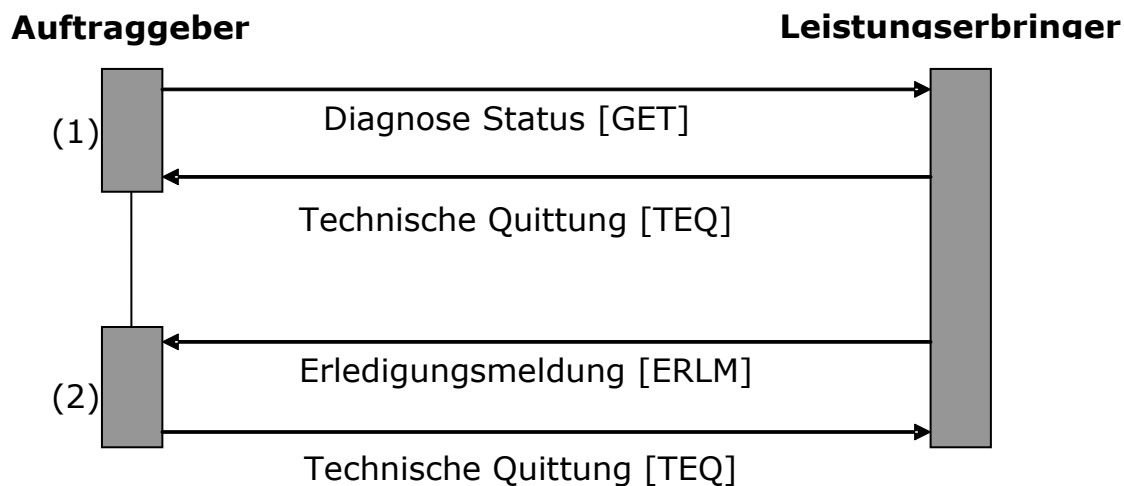 Auftraggeber
Leistungserbringer
Diagnose Status [GET]
(1)
Technische Quittung [TEQ]
Erledigungsmeldung [ERLM]
(2)
Technische Quittung [TEQ]